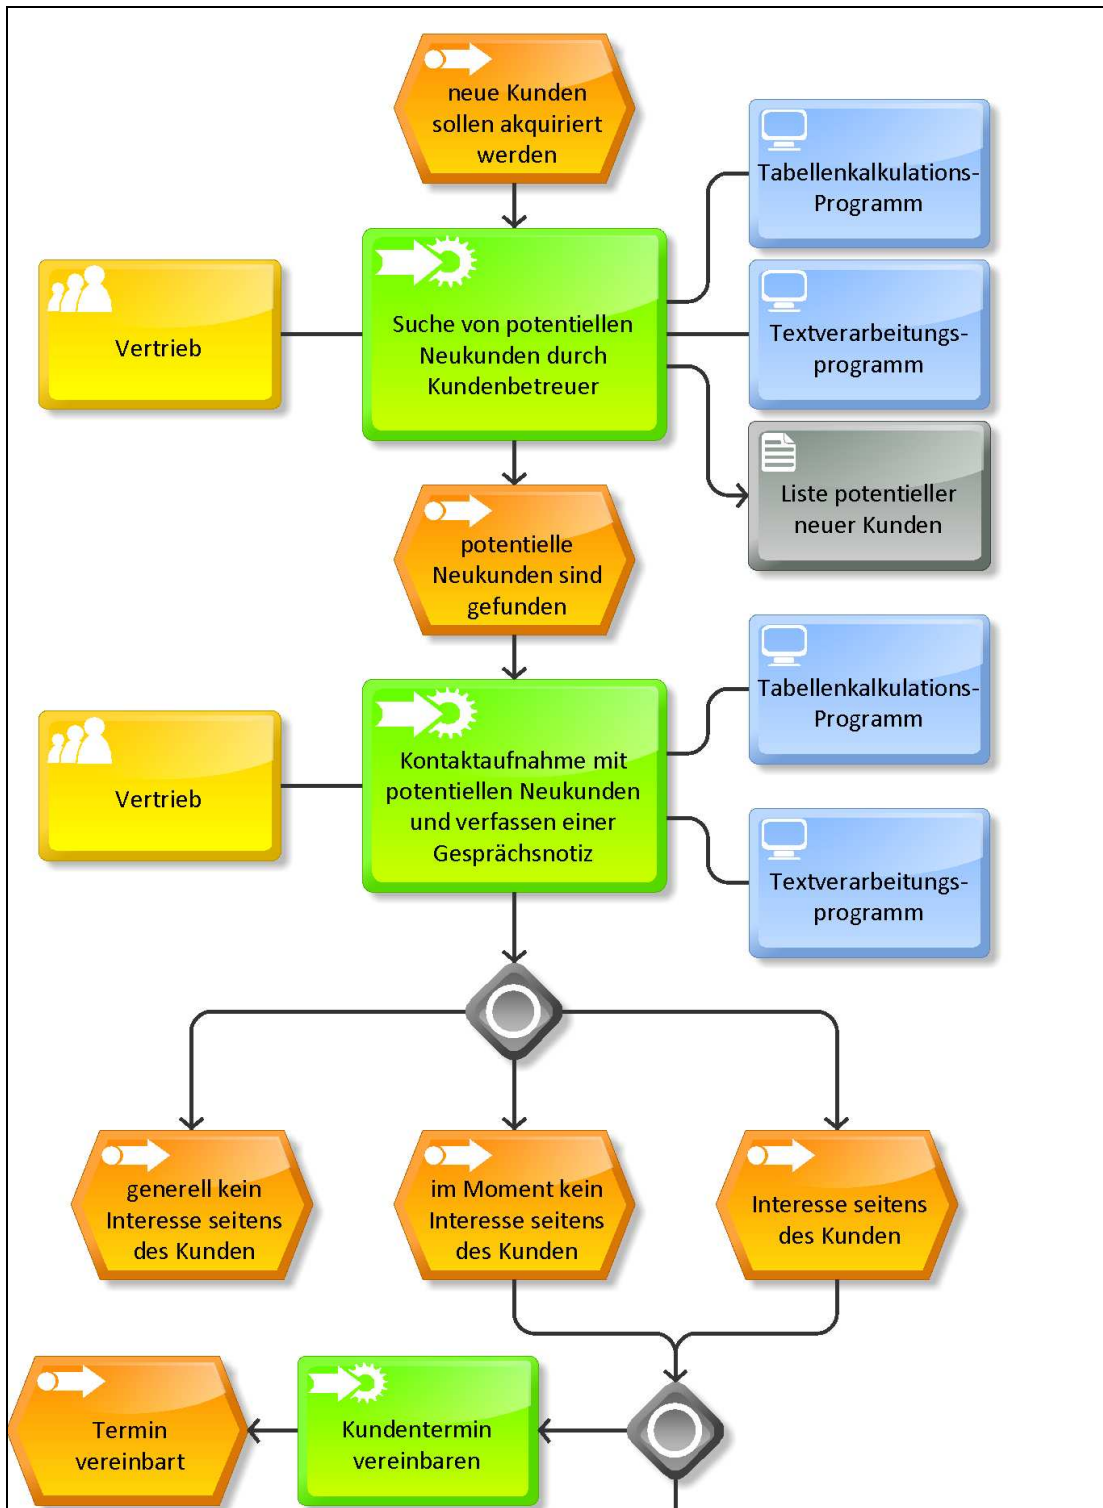 neue Kunden
sollen akquiriert
werden
Tabellenkalkulations-
Programm
Vertrieb
Suche von potentiellen
Neukunden durch
Kundenbetreuer
Textverarbeitungs-
programm
Liste potentieller
neuer Kunden
potentielle
Neukunden sind
gefunden
Tabellenkalkulations-
Programm
Vertrieb
Kontaktaufnahme mit
potentiellen Neukunden
und verfassen einer
Gesprächsnotiz
Textverarbeitungs-
programm
generell kein
Interesse seitens
des Kunden
im Moment kein
Interesse seitens
des Kunden
Interesse seitens
des Kunden
Termin
vereinbart
Kundentermin
vereinbaren